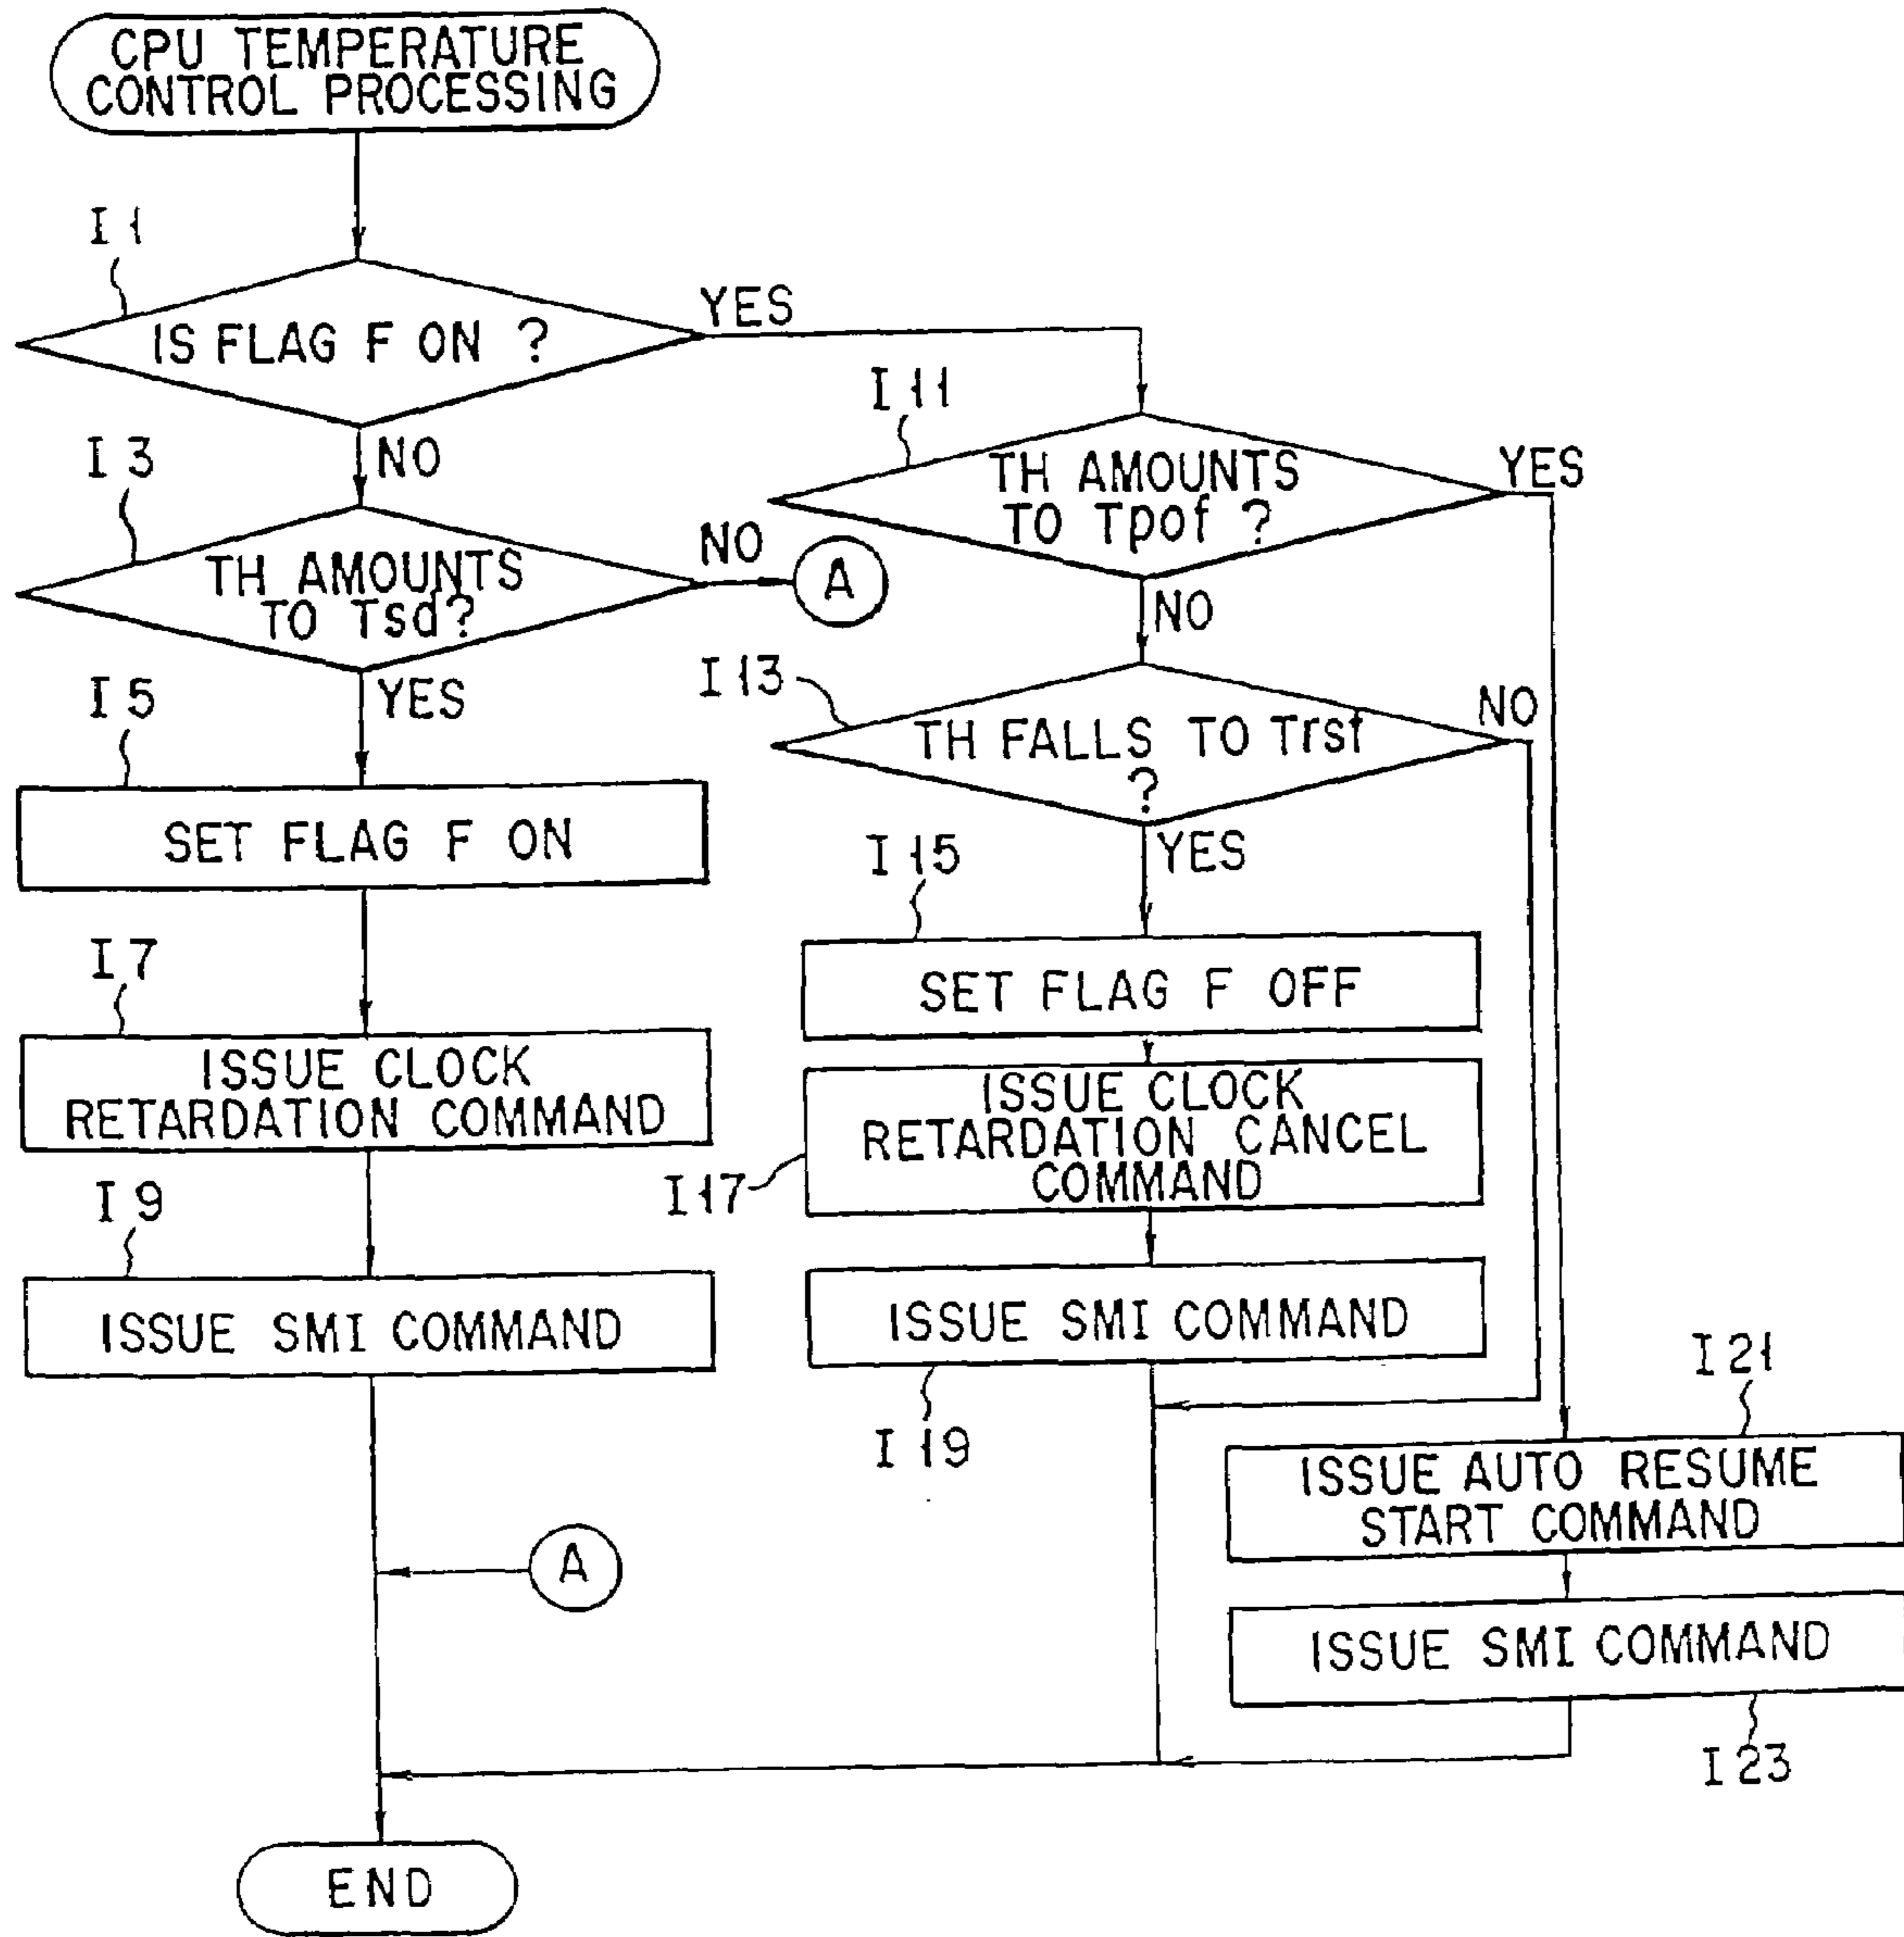 CPU TEMPERATURE
CONTROL PROCESSING
I1
IS FLAG F ON ?
YES
NO
I3
TH AMOUNTS
TO Tsd?
NO
A
YES
I5
SET FLAG F ON
I7
ISSUE CLOCK
RETARDATION COMMAND
I9
ISSUE SMI COMMAND
A
I11
TH AMOUNTS
TO Tpof ?
YES
NO
I13
TH FALLS TO Trsf
?
NO
YES
I15
SET FLAG F OFF
ISSUE CLOCK
RETARDATION CANCEL
COMMAND
I17
ISSUE SMI COMMAND
I19
I21
ISSUE AUTO RESUME
START COMMAND
ISSUE SMI COMMAND
I23
END